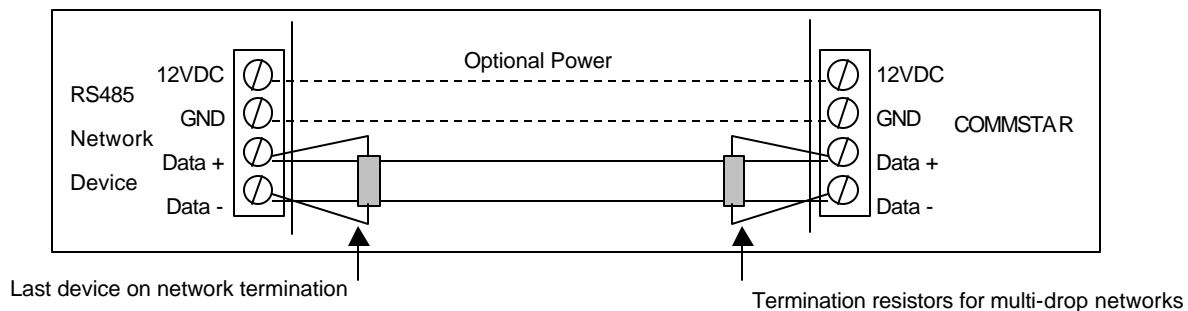 Optional Power
RS485
Network
Device
12VDC
GND
Data +
Data -
12VDC
GND
Data +
Data -
COMMSTAR
Last device on network termination
Termination resistors for multi-drop networks